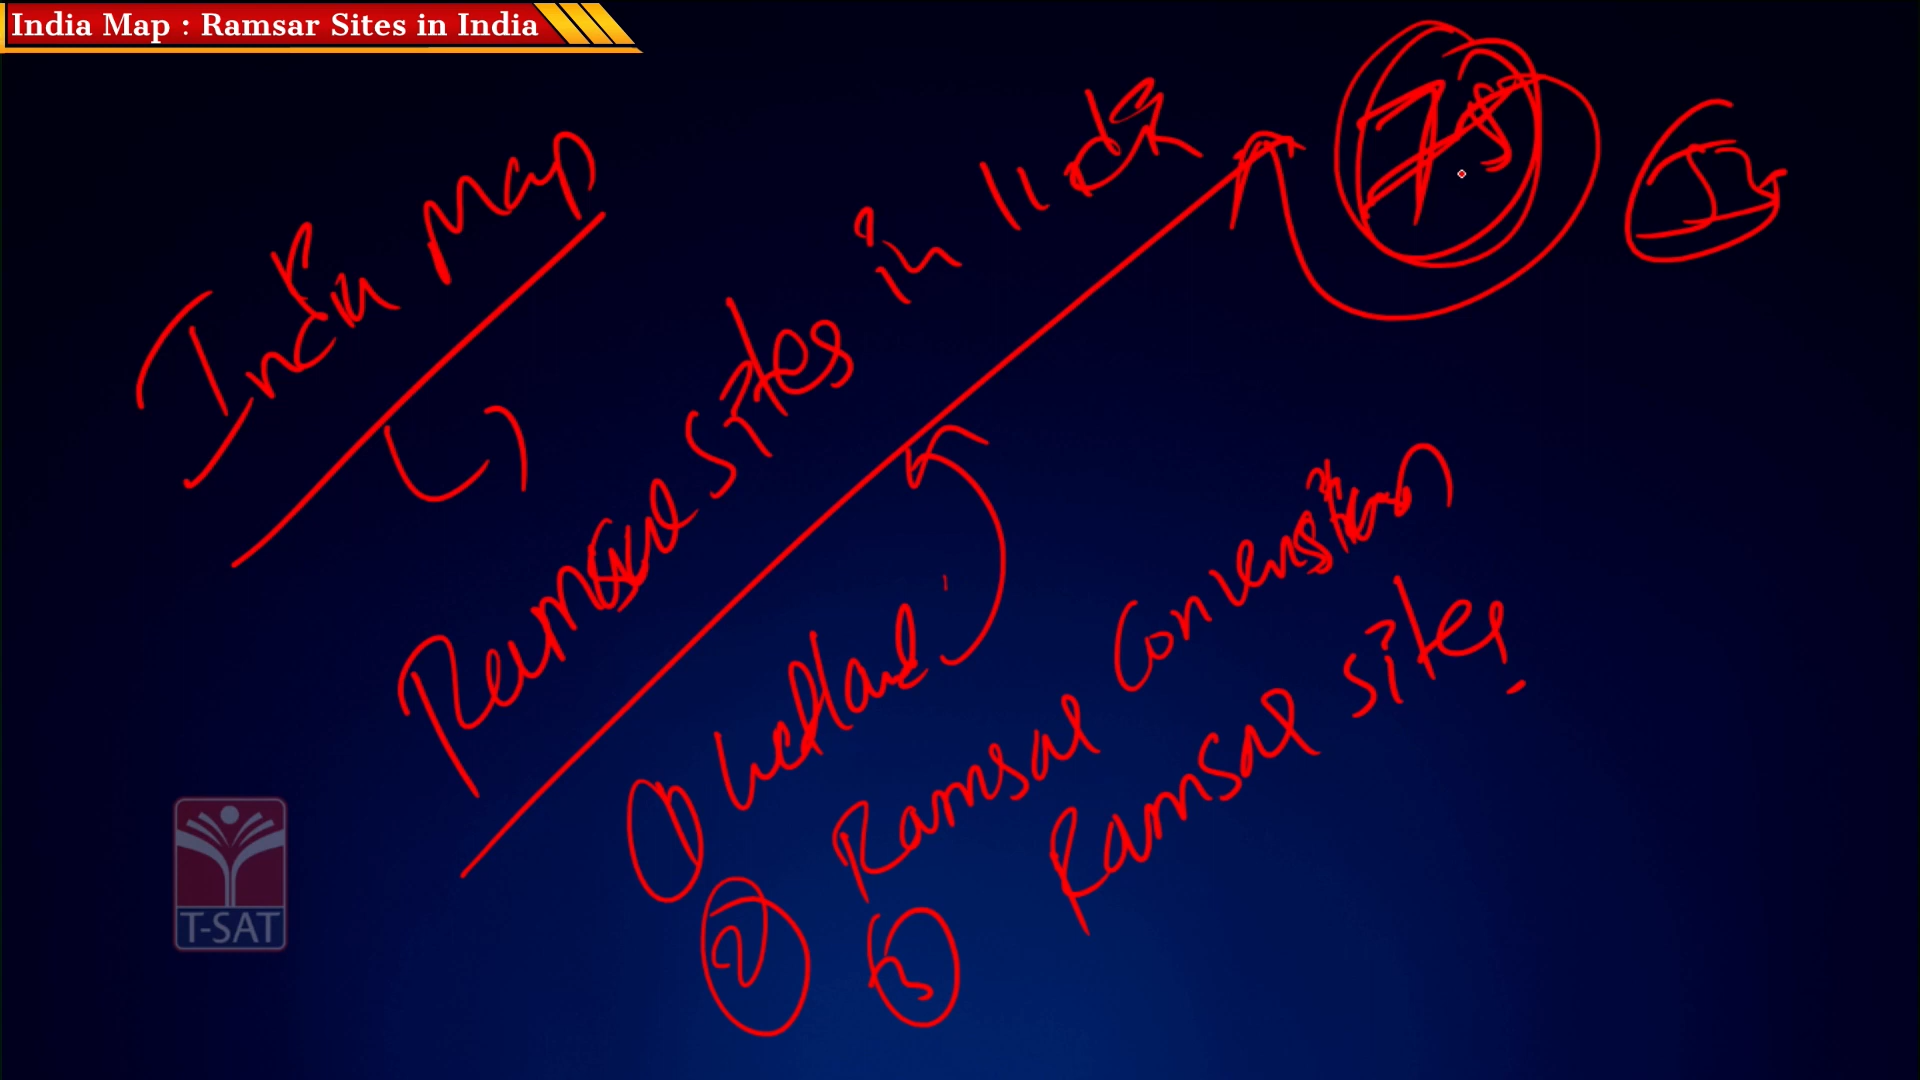 India Map : Ramsar Sites in India
India Map
Ramsar Sites in India
75
① Wetland
② Ramsar Convension
③ Ramsar sites
T-SAT